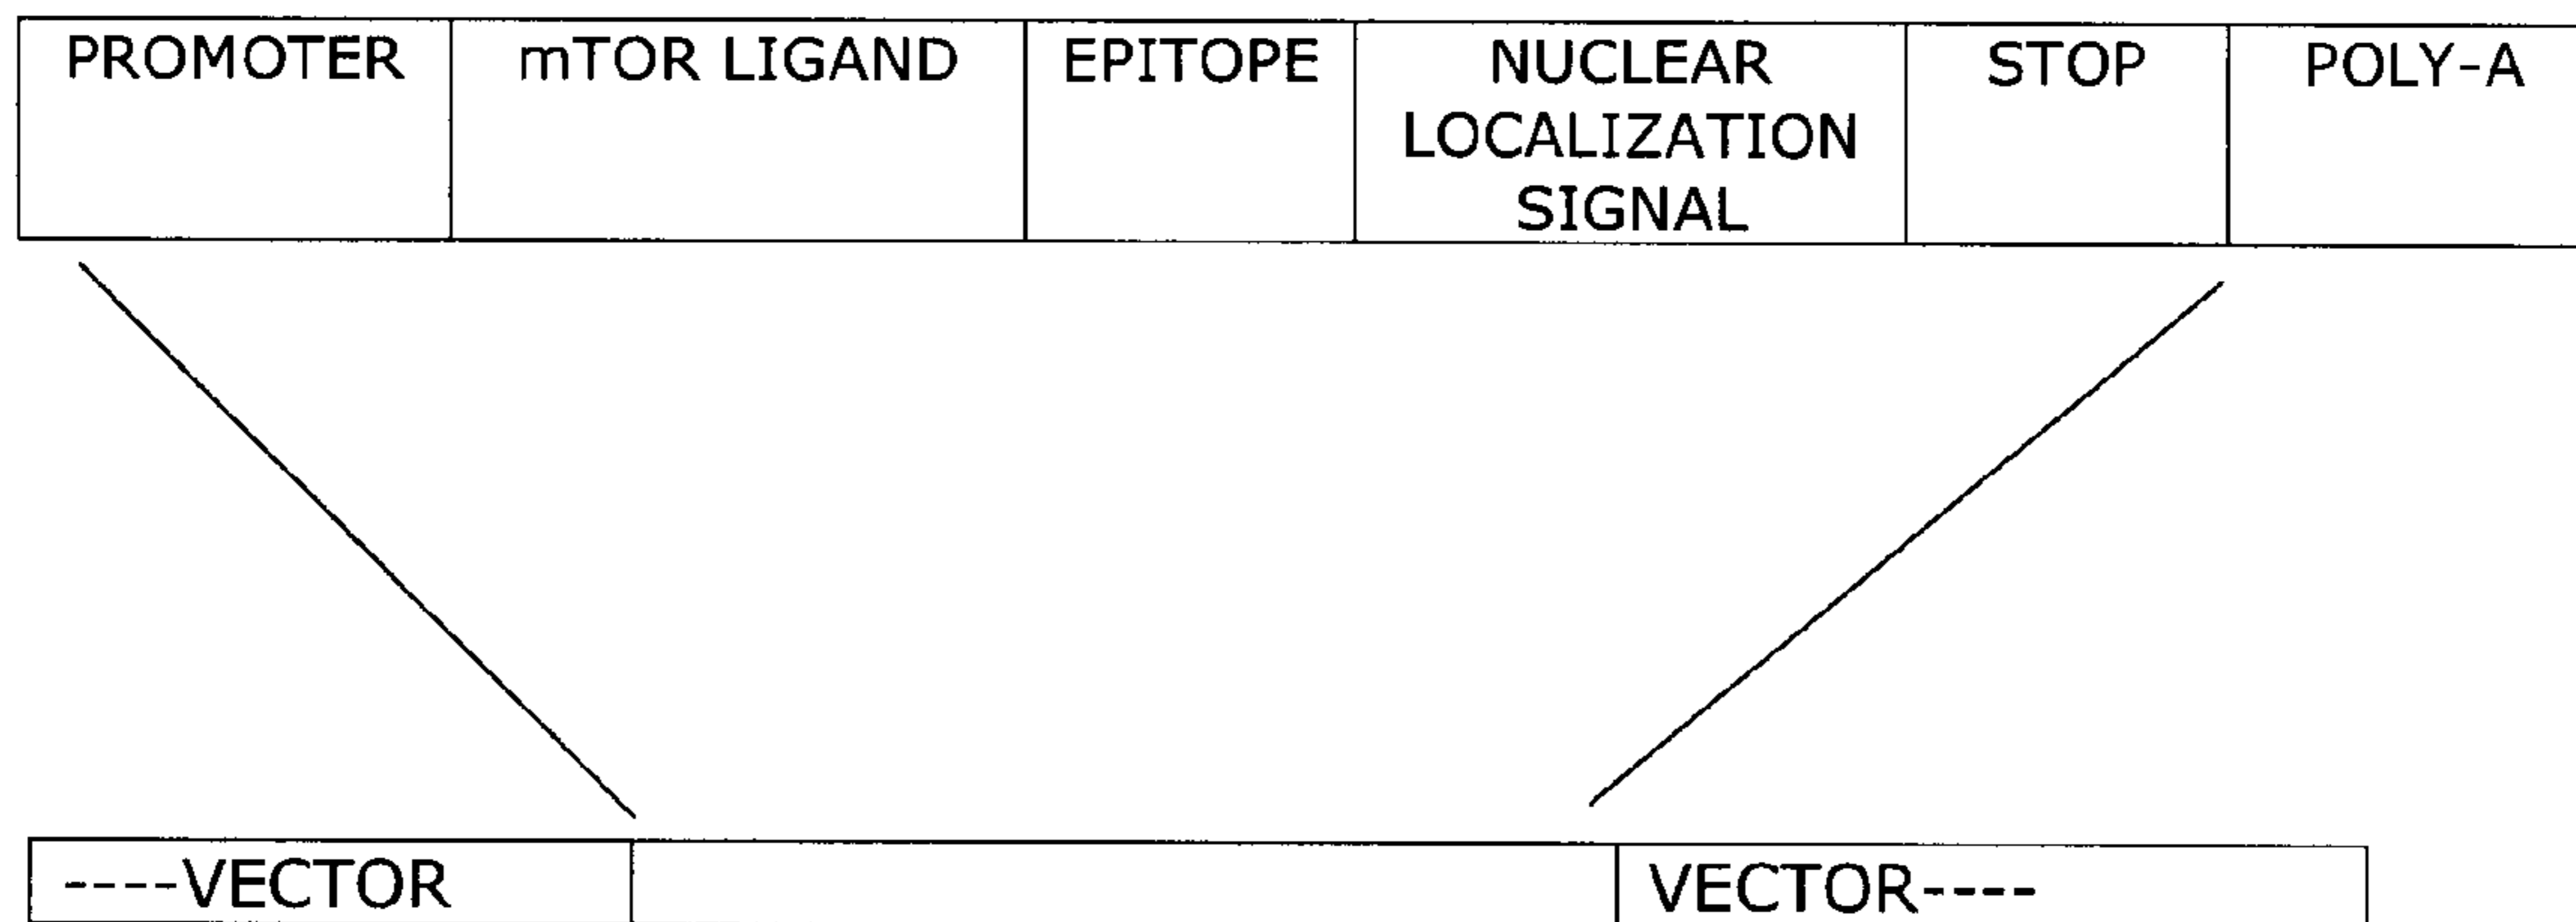 PROMOTER
mTOR LIGAND
EPITOPE
NUCLEAR
LOCALIZATION
SIGNAL
STOP
POLY-A
----VECTOR
VECTOR----